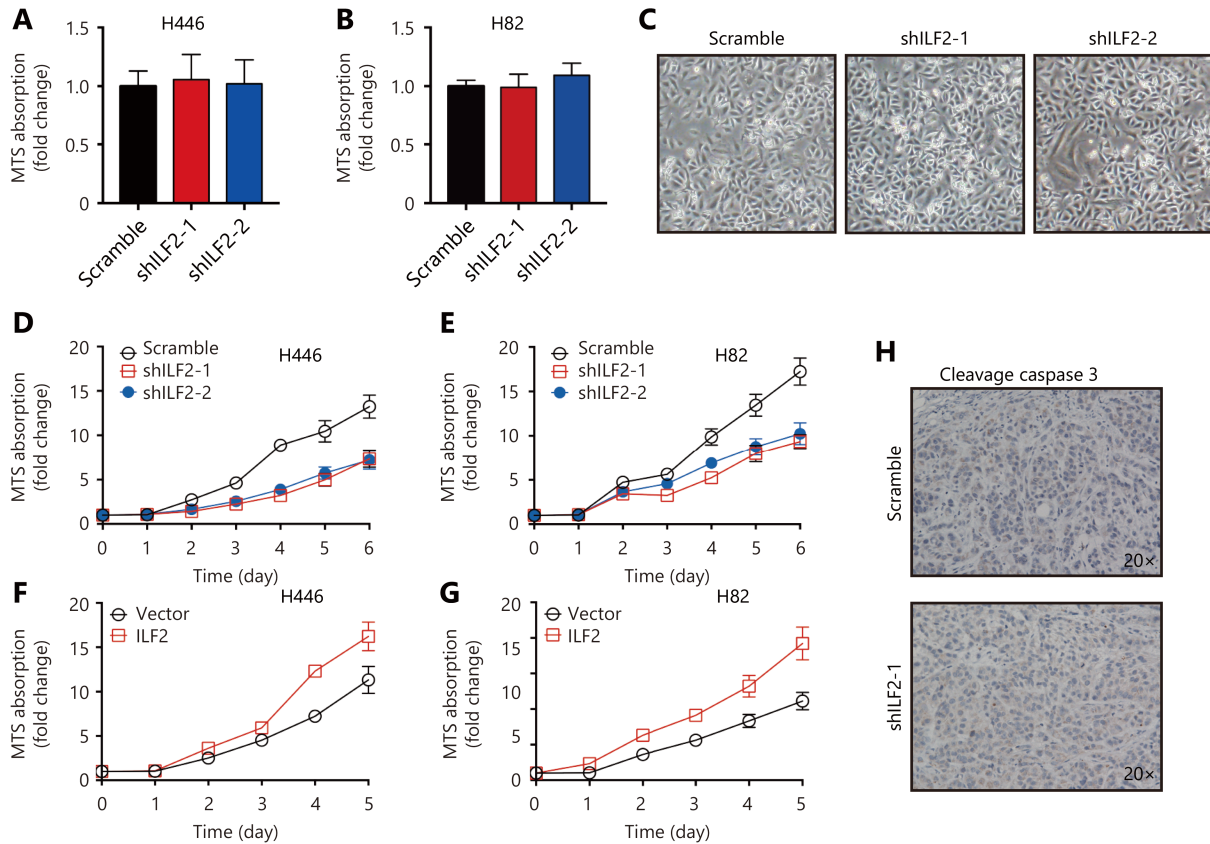 A
H446
MTS absorption
(fold change)
1.5
1.0
0.5
0
Scramble
shILF2-1
shILF2-2
B
H82
MTS absorption
(fold change)
1.5
1.0
0.5
0
Scramble
shILF2-1
shILF2-2
C
Scramble
shILF2-1
shILF2-2
D
H446
Scramble
shILF2-1
shILF2-2
MTS absorption
(fold change)
20
15
10
5
0
0 1 2 3 4 5 6
Time (day)
E
H82
Scramble
shILF2-1
shILF2-2
MTS absorption
(fold change)
20
15
10
5
0
0 1 2 3 4 5 6
Time (day)
F
H446
Vector
ILF2
MTS absorption
(fold change)
20
15
10
5
0
0 1 2 3 4 5
Time (day)
G
H82
Vector
ILF2
MTS absorption
(fold change)
20
15
10
5
0
0 1 2 3 4 5
Time (day)
H
Cleavage caspase 3
Scramble
20×
shILF2-1
20×